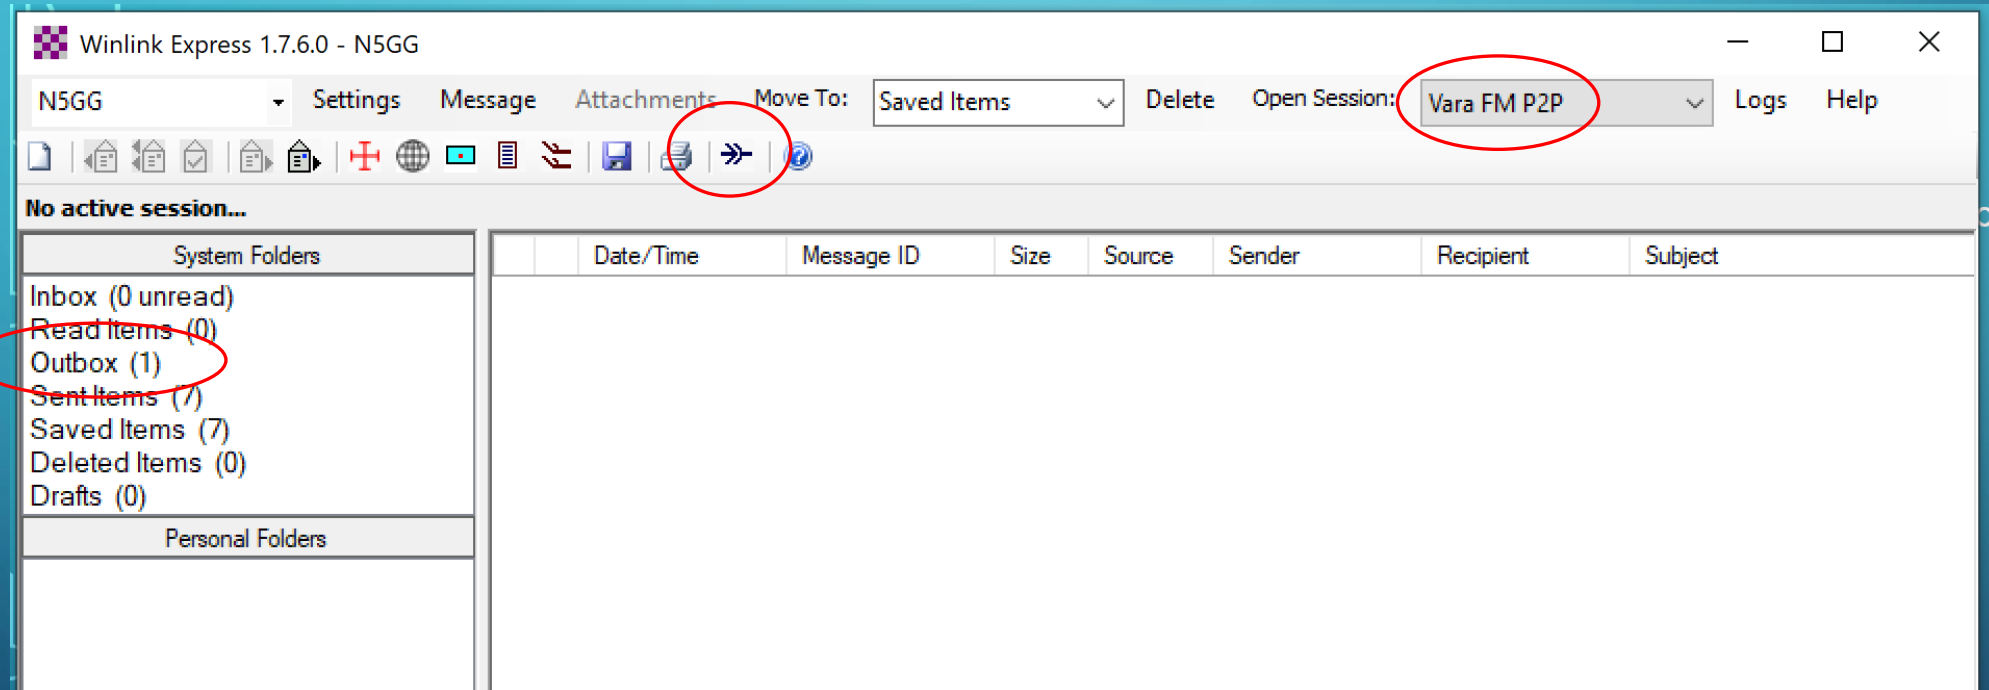 Winlink Express 1.7.6.0 - N5GG
N5GG Settings Message Attachments Move To: Saved Items Delete Open Session: Vara FM P2P Logs Help
No active session...
System Folders
Date/Time Message ID Size Source Sender Recipient Subject
Inbox (0 unread)
Read Items (0)
Outbox (1)
Sent Items (7)
Saved Items (7)
Deleted Items (0)
Drafts (0)
Personal Folders